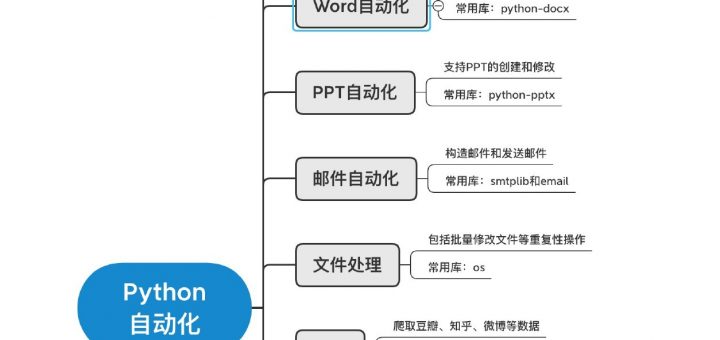 Word自动化
常用库：python-docx
支持PPT的创建和修改
PPT自动化
常用库：python-pptx
构造邮件和发送邮件
邮件自动化
常用库：smtplib和email
包括批量修改文件等重复性操作
文件处理
常用库：os
Python
自动化
爬取豆瓣、知乎、微博等数据